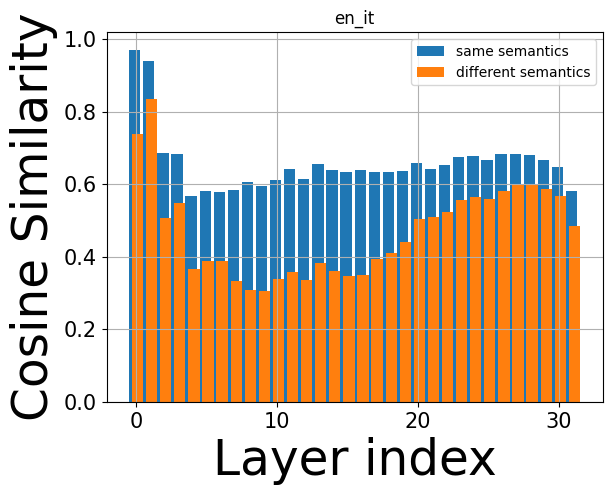 en_it
same semantics
different semantics
Cosine Similarity
1.0
0.8
0.6
0.4
0.2
0.0
0 10 20 30
Layer index